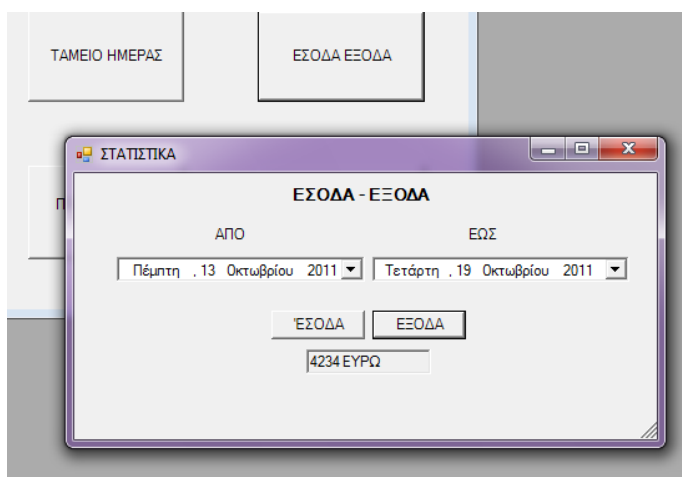 ΤΑΜΕΙΟ ΗΜΕΡΑΣ
ΕΣΟΔΑ ΕΞΟΔΑ
ΣΤΑΤΙΣΤΙΚΑ
Π
ΕΣΟΔΑ - ΕΞΟΔΑ
ΑΠΟ ΕΩΣ
Πέμπτη , 13 Οκτωβρίου 2011 Τετάρτη , 19 Οκτωβρίου 2011
Έ́ΣΟΔΑ ΕΞΟΔΑ
4234 ΕΥΡΩ